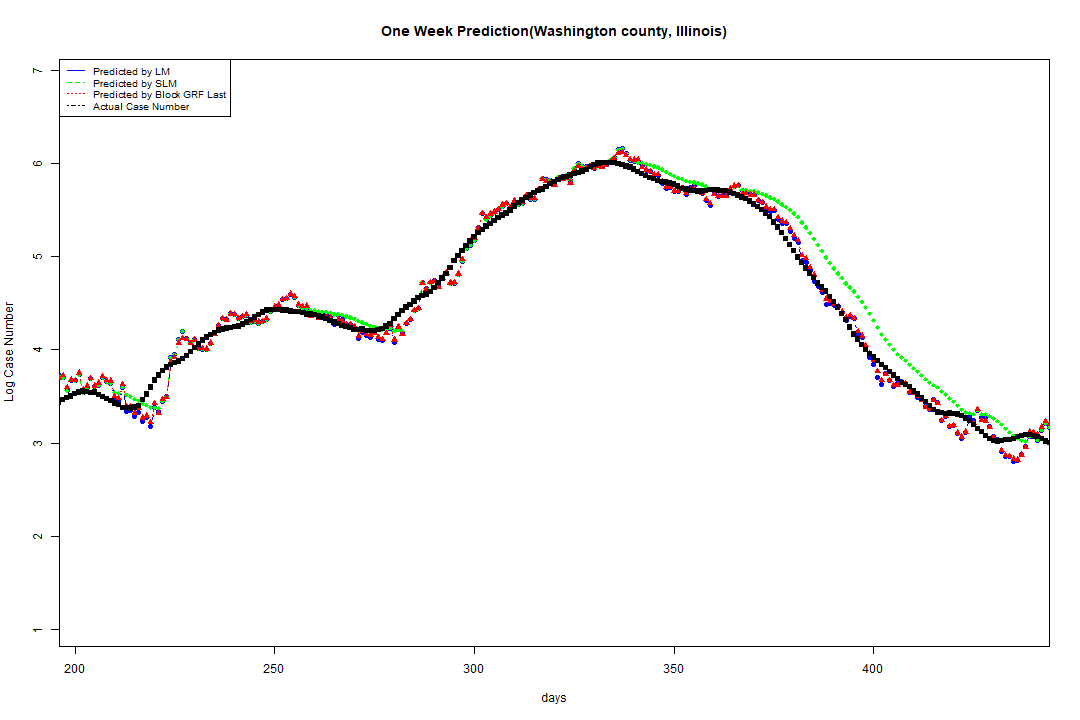 One Week Prediction(Washington county, Illinois)
Predicted by LM
Predicted by SLM
Predicted by Block GRF Last
Actual Case Number
7
6
5
4
3
2
1
Log Case Number
200 250 300 350 400
days